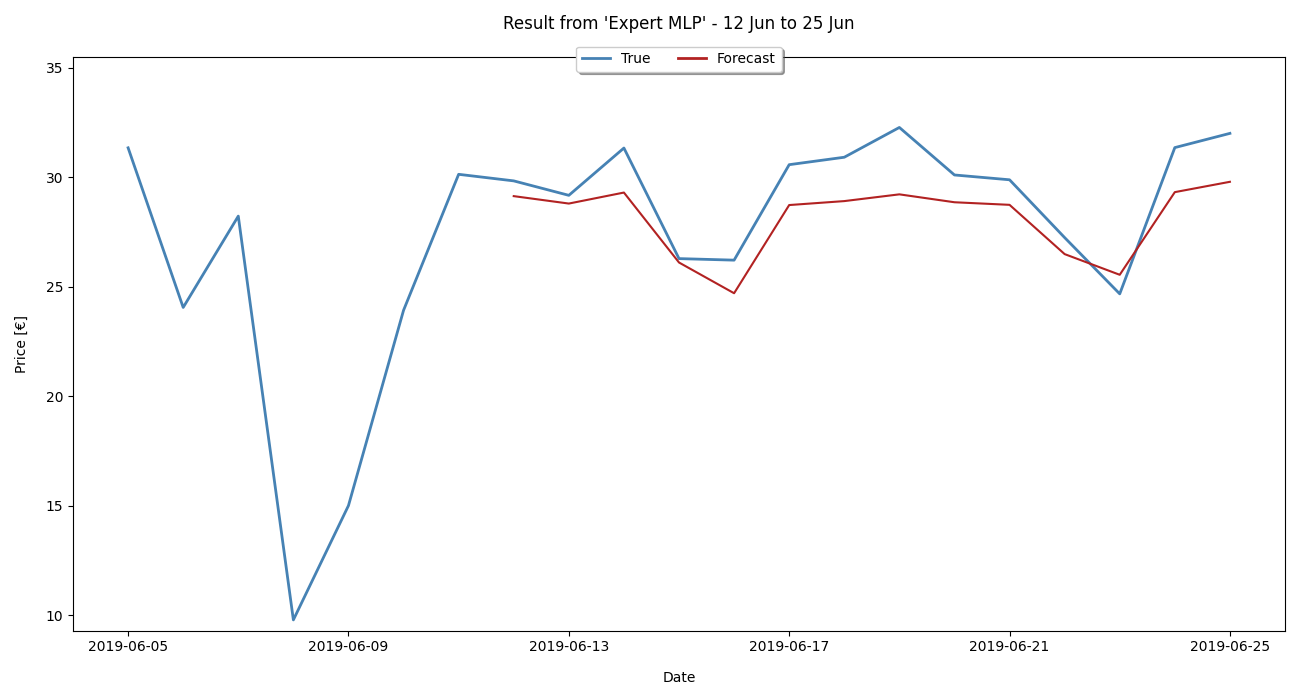 Result from 'Expert MLP' - 12 Jun to 25 Jun
True Forecast
35
30
25
20
15
10
Price [€]
2019-06-05 2019-06-09 2019-06-13 2019-06-17 2019-06-21 2019-06-25
Date